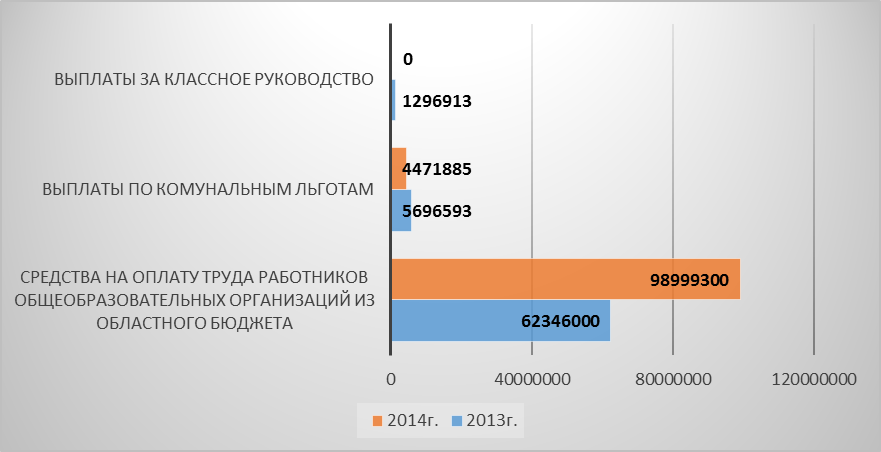 ВЫПЛАТЫ ЗА КЛАССНОЕ РУКОВОДСТВО
0
1296913
ВЫПЛАТЫ ПО КОМУНАЛЬНЫМ ЛЬГОТАМ
4471885
5696593
СРЕДСТВА НА ОПЛАТУ ТРУДА РАБОТНИКОВ
ОБЩЕОБРАЗОВАТЕЛЬНЫХ ОРГАНИЗАЦИЙ ИЗ
ОБЛАСТНОГО БЮДЖЕТА
98999300
62346000
0 40000000 80000000 120000000
2014г. 2013г.